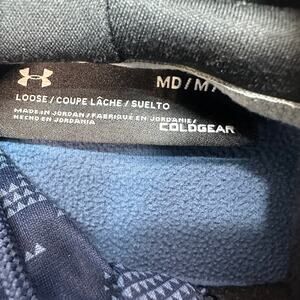 MD/M
LOOSE/COUPE LÂCHE/SUELTO
MADE IN JORDAN/FABRIQUÉ EN JORDANIE/
HECHO EN JORDANIA
COLDGEAR